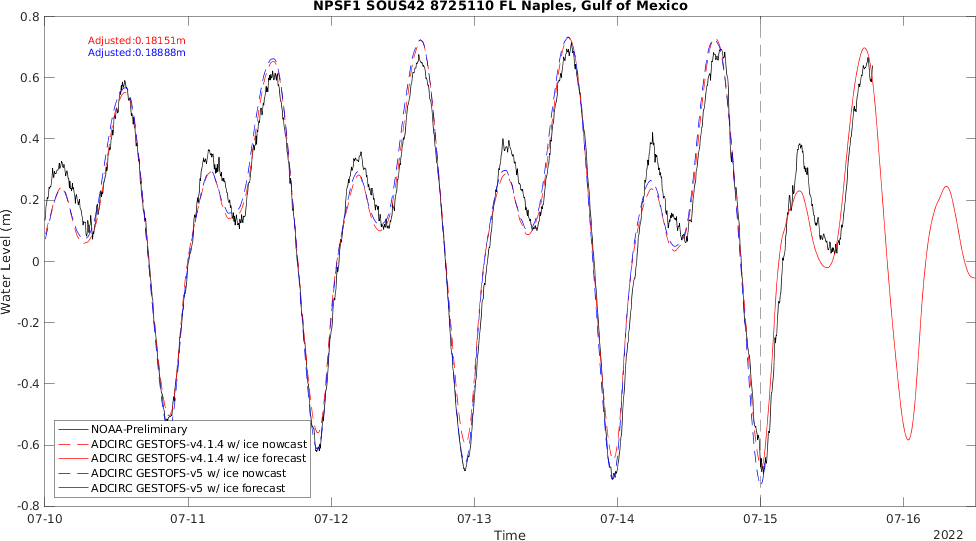 NPSF1 SOUS42 8725110 FL Naples, Gulf of Mexico
Adjusted:0.18151m
Adjusted:0.18888m
0.8
0.6
0.4
0.2
0
-0.2
-0.4
-0.6
-0.8
Water Level (m)
NOAA-Preliminary
ADCIRC GESTOFS-v4.1.4 w/ ice nowcast
ADCIRC GESTOFS-v4.1.4 w/ ice forecast
ADCIRC GESTOFS-v5 w/ ice nowcast
ADCIRC GESTOFS-v5 w/ ice forecast
07-10 07-11 07-12 07-13 07-14 07-15 07-16
Time
2022